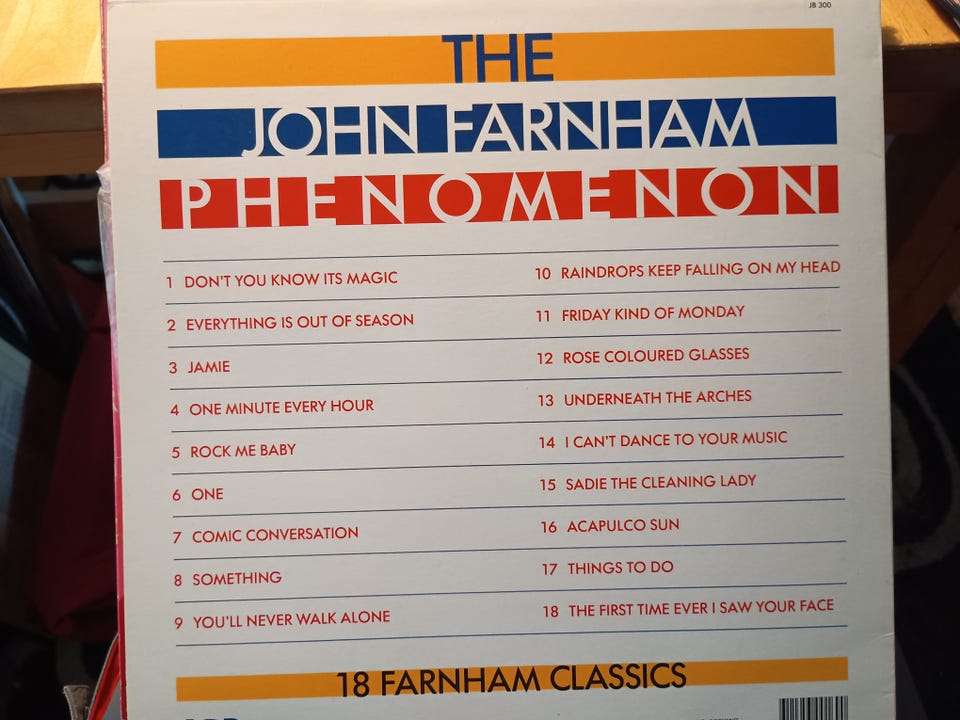 JB 300
THE
JOHN FARNHAM
PHENOMENON
1 DON'T YOU KNOW ITS MAGIC
2 EVERYTHING IS OUT OF SEASON
3 JAMIE
4 ONE MINUTE EVERY HOUR
5 ROCK ME BABY
6 ONE
7 COMIC CONVERSATION
8 SOMETHING
9 YOU'LL NEVER WALK ALONE
10 RAINDROPS KEEP FALLING ON MY HEAD
11 FRIDAY KIND OF MONDAY
12 ROSE COLOURED GLASSES
13 UNDERNEATH THE ARCHES
14 I CAN'T DANCE TO YOUR MUSIC
15 SADIE THE CLEANING LADY
16 ACAPULCO SUN
17 THINGS TO DO
18 THE FIRST TIME EVER I SAW YOUR FACE
18 FARNHAM CLASSICS